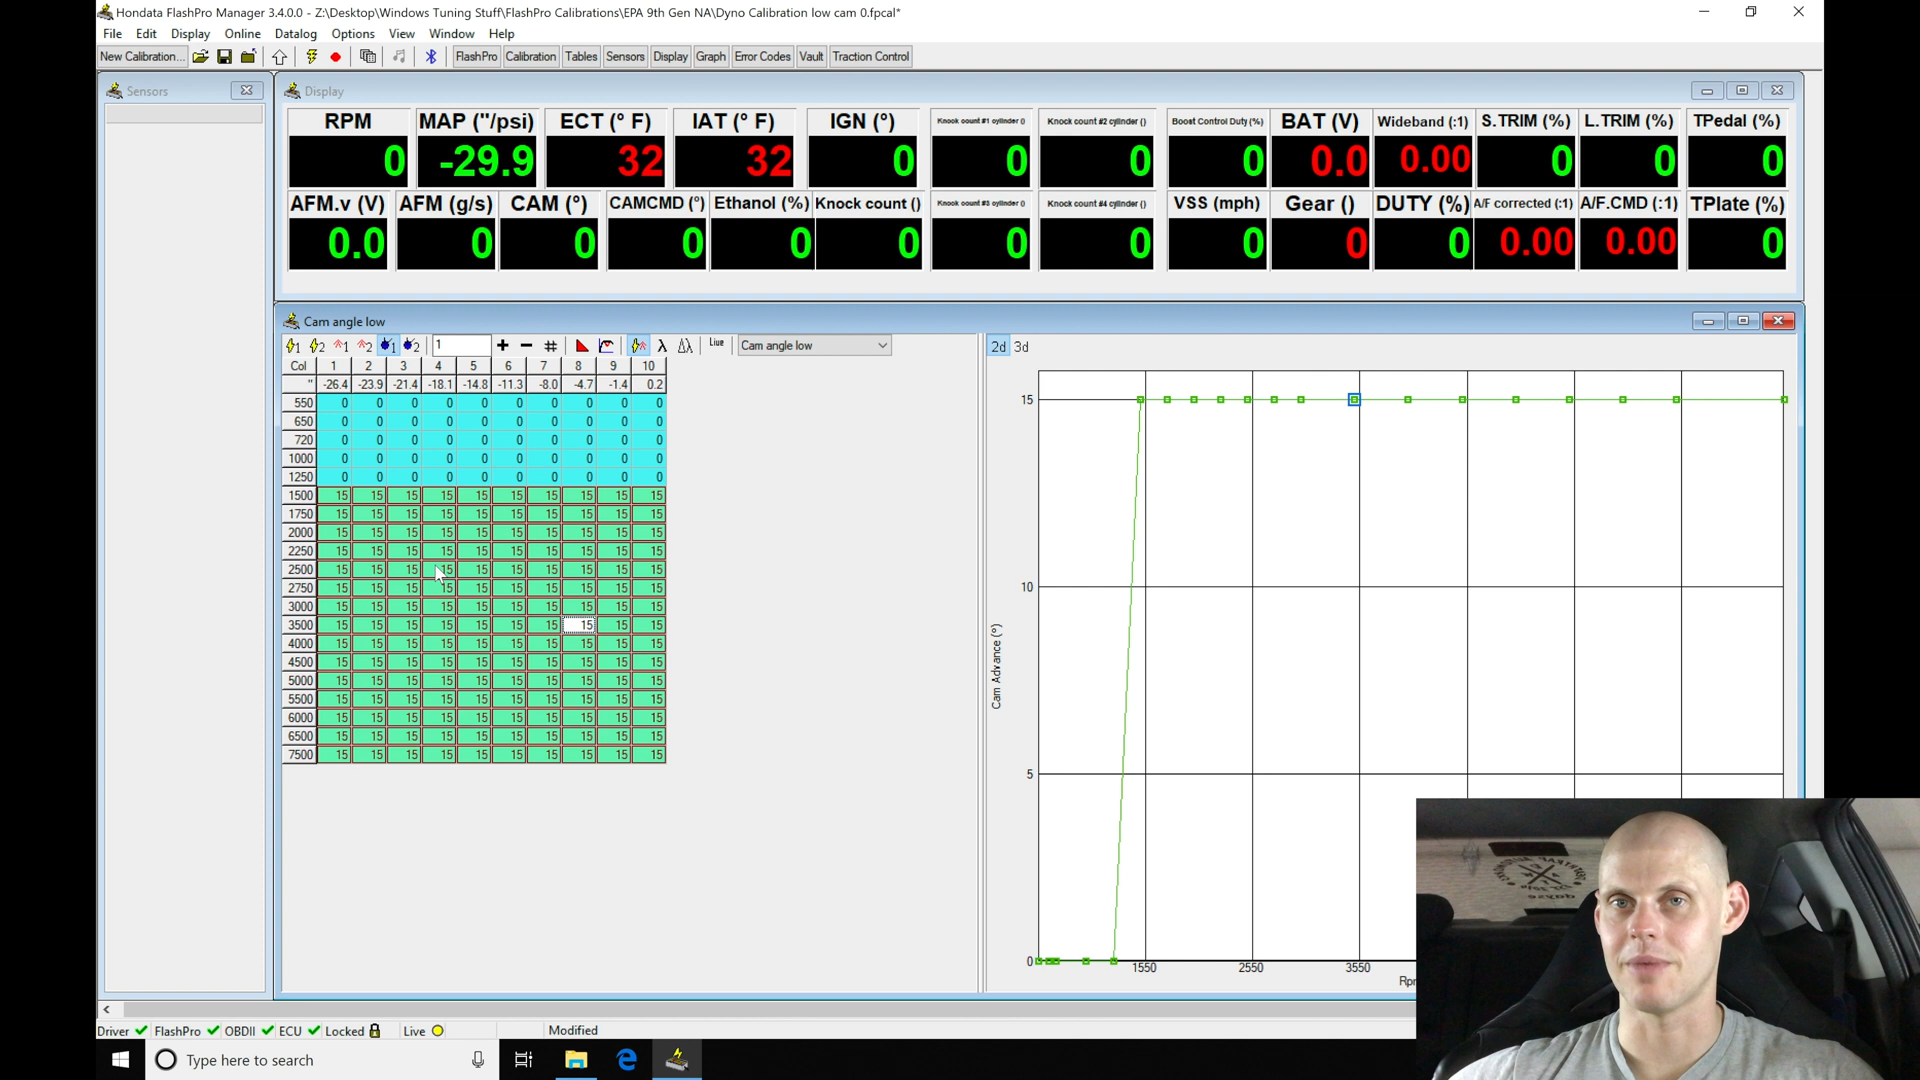 Hondata FlashPro Manager 3.4.0.0 - Z:\Desktop\Windows Tuning Stuff\FlashPro Calibrations\EPA 9th Gen NA\Dyno Calibration low cam 0.fpcal*
File Edit Display Online Datalog Options View Window Help
New Calibration... FlashPro Calibration Tables Sensors Display Graph Error Codes Vault Traction Control
Sensors
Display
RPM MAP ("/psi) ECT (° F) IAT (° F) IGN (°) Knock count #1 cylinder () Knock count #2 cylinder () Boost Control Duty (%) BAT (V) Wideband (:1) S.TRIM (%) L.TRIM (%) TPedal (%)
0 -29.9 32 32 0 0 0 0 0.0 0.00 0 0 0
AFM.v (V) AFM (g/s) CAM (°) CAMCMD (°) Ethanol (%) Knock count () Knock count #3 cylinder () Knock count #4 cylinder () VSS (mph) Gear () DUTY (%) A/F corrected (:1) A/F.CMD (:1) TPlate (%)
0.0 0 0 0 0 0 0 0 0 0 0 0.00 0.00 0
Cam angle low
1 2 1 2 1 2 1 Live Cam angle low
2d 3d
Col 1 2 3 4 5 6 7 8 9 10
" -26.4 -23.9 -21.4 -18.1 -14.8 -11.3 -8.0 -4.7 -1.4 0.2
550 0 0 0 0 0 0 0 0 0 0
650 0 0 0 0 0 0 0 0 0 0
720 0 0 0 0 0 0 0 0 0 0
1000 0 0 0 0 0 0 0 0 0 0
1250 0 0 0 0 0 0 0 0 0 0
1500 15 15 15 15 15 15 15 15 15 15
1750 15 15 15 15 15 15 15 15 15 15
2000 15 15 15 15 15 15 15 15 15 15
2250 15 15 15 15 15 15 15 15 15 15
2500 15 15 15 15 15 15 15 15 15 15
2750 15 15 15 15 15 15 15 15 15 15
3000 15 15 15 15 15 15 15 15 15 15
3500 15 15 15 15 15 15 15 15 15 15
4000 15 15 15 15 15 15 15 15 15 15
4500 15 15 15 15 15 15 15 15 15 15
5000 15 15 15 15 15 15 15 15 15 15
5500 15 15 15 15 15 15 15 15 15 15
6000 15 15 15 15 15 15 15 15 15 15
6500 15 15 15 15 15 15 15 15 15 15
7500 15 15 15 15 15 15 15 15 15 15
15
10
Cam Advance (°)
5
0
1550 2550 3550
Driver FlashPro OBDII ECU Locked Live Modified
Type here to search